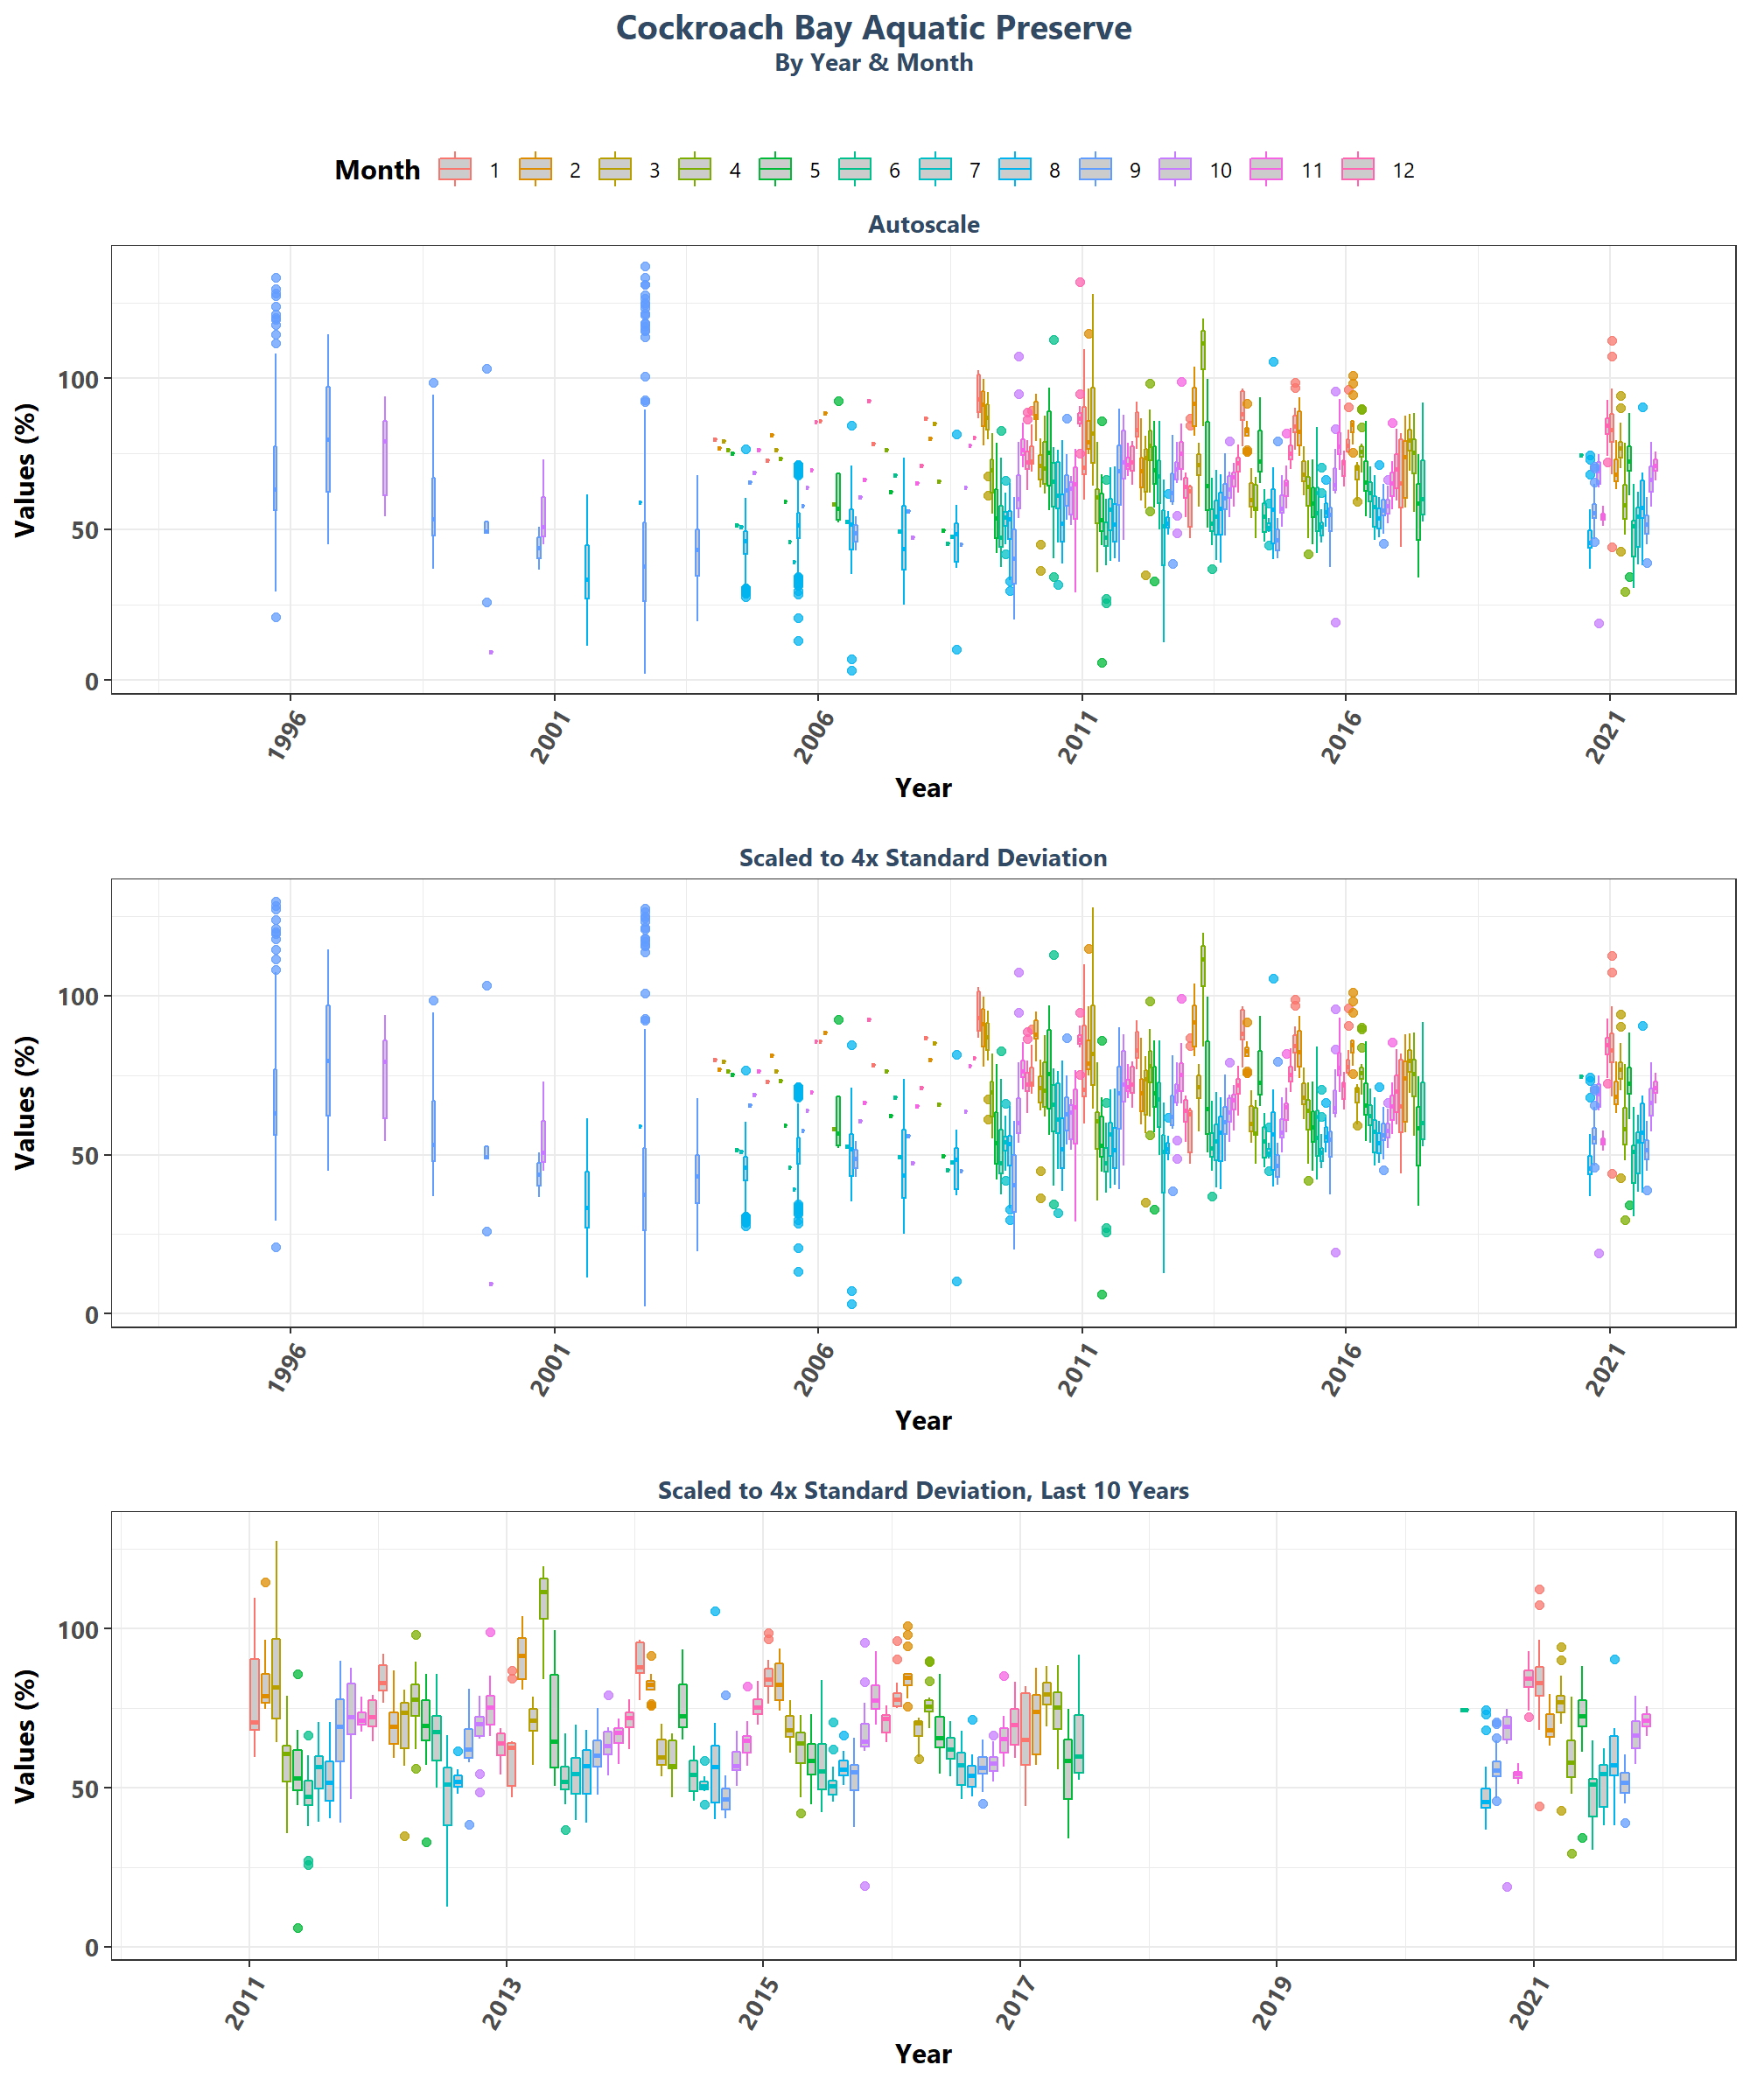 Cockroach Bay Aquatic Preserve
By Year & Month
Month 1 2 3 4 5 6 7 8 9 10 11 12
Autoscale
Values (%)
100
50
0
1996 2001 2006 2011 2016 2021
Year
Scaled to 4x Standard Deviation
Values (%)
100
50
0
1996 2001 2006 2011 2016 2021
Year
Scaled to 4x Standard Deviation, Last 10 Years
Values (%)
100
50
0
2011 2013 2015 2017 2019 2021
Year